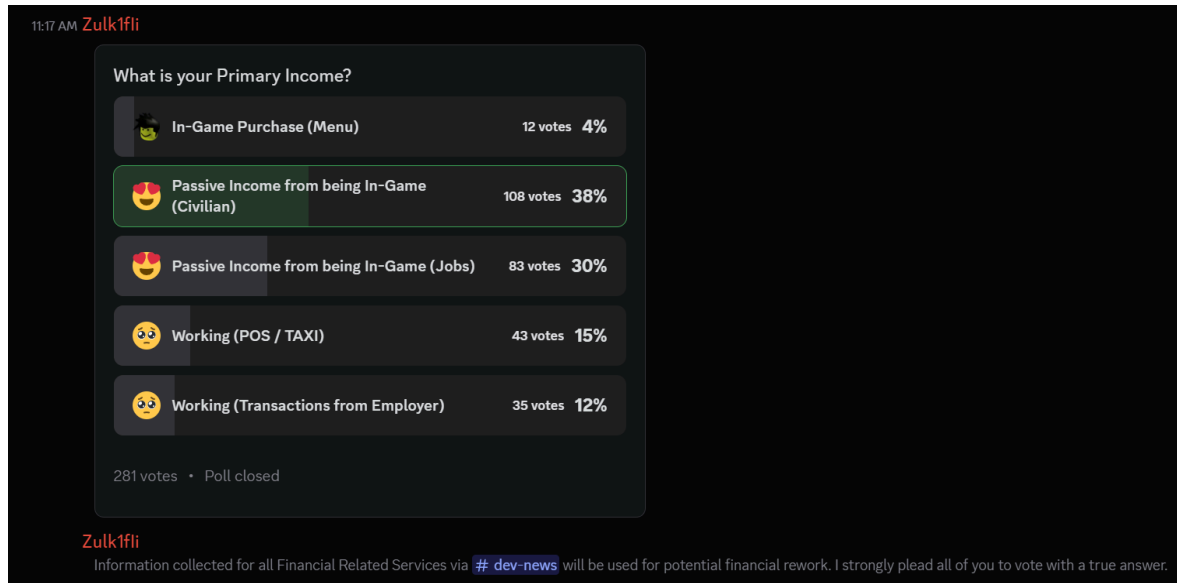 11:17 AM Zulk1fli
What is your Primary Income?
In-Game Purchase (Menu) 12 votes 4%
Passive Income from being In-Game
(Civilian) 108 votes 38%
Passive Income from being In-Game (Jobs) 83 votes 30%
Working (POS / TAXI) 43 votes 15%
Working (Transactions from Employer) 35 votes 12%
281 votes • Poll closed
Zulk1fli
Information collected for all Financial Related Services via # dev-news will be used for potential financial rework. I strongly plead all of you to vote with a true answer.